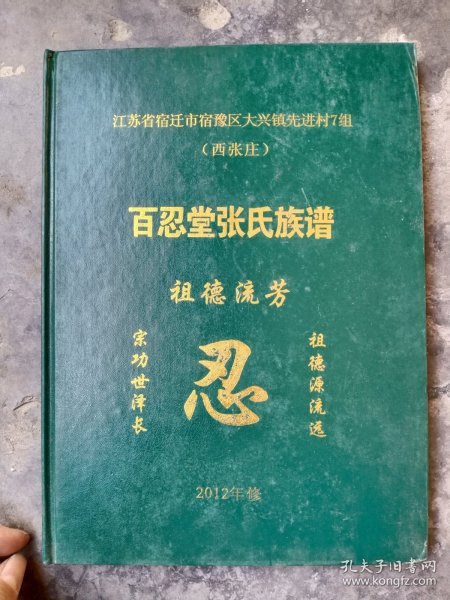 江苏省宿迁市宿豫区大兴镇先进村7组
（西张庄）
百忍堂张氏族谱
祖德流芳
祖德源流远
忍
宗功世泽长
2012年修
孔夫子旧书网
www.kongfz.com